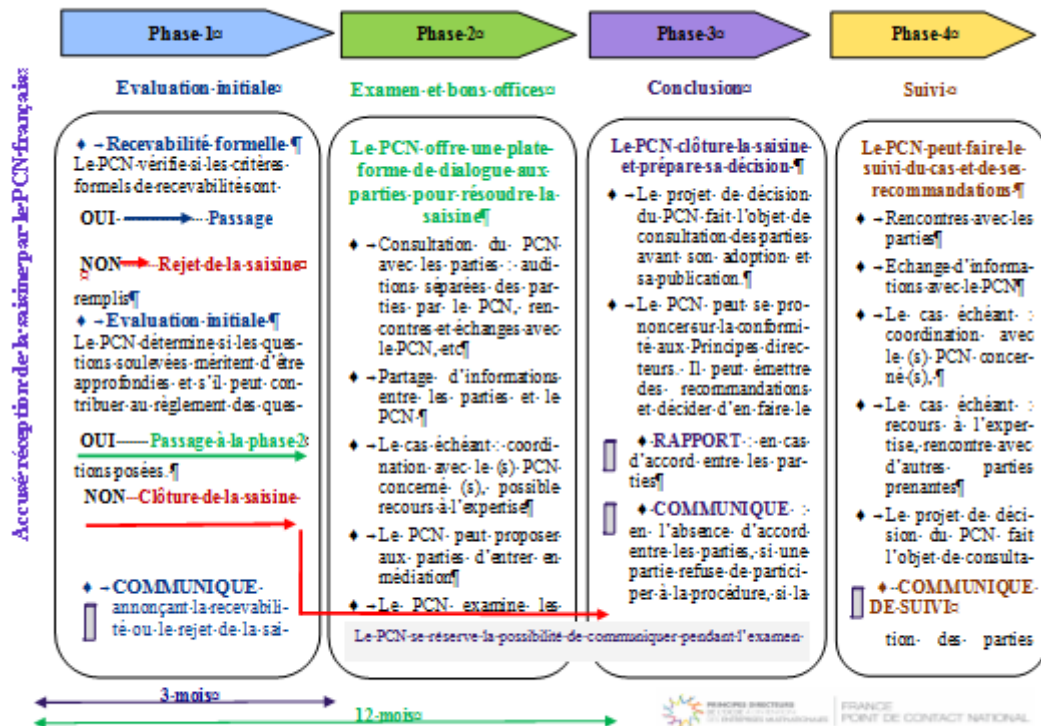 Phase·1¤
Phase·2¤
Phase·3¤
Phase·4¤
Accusé·réception·de·la·saisine·par·le·PCN·français¤
Evaluation·initiale¤
♦→Recevabilité·formelle·¶
Le·PCN·vérifie·si·les·critères·
formels·de·recevabilité·sont·
OUI·Passage
NON·Rejet·de·la·saisine¤
remplis¶
♦→Evaluation·initiale·¶
Le·PCN·détermine·si·les·ques-
tions·soulevées·méritent·d'être·
approfondies·et·s'il·peut·con-
tribuer·au·règlement·des·ques-
OUI·Passage·à·la·phase·2¤
tions·posées.¶
NON·Clôture·de·la·saisine·
♦→COMMUNIQUE·
annonçant·la·recevabili-
té·ou·le·rejet·de·la·sai-
Examen·et·bons·offices¤
Le·PCN·offre·une·plate-
forme·de·dialogue·aux·
parties·pour·résoudre·la·
saisine¶
♦→Consultation·du·PCN·
avec·les·parties·:·audi-
tions·séparées·des·par-
ties·par·le·PCN,·ren-
contres·et·échanges·avec·
le·PCN,·etc¶
♦→Partage·d'informations·
entre·les·parties·et·le·
PCN·¶
♦→Le·cas·échéant·:·coordi-
nation·avec·le·(s)·PCN·
concerné·(s),·possible·
recours·à·l'expertise¶
♦→Le·PCN·peut·proposer·
aux·parties·d'entrer·en·
médiation¶
♦→Le·PCN·examine·les·
Conclusion¤
Le·PCN·clôture·la·saisine·
et·prépare·sa·décision·¶
♦→Le·projet·de·décision·
du·PCN·fait·l'objet·de·
consultation·des·parties·
avant·son·adoption·et·
sa·publication.¶
♦→Le·PCN·peut·se·pro-
noncer·sur·la·conformi-
té·aux·Principes·direc-
teurs.·Il·peut·émettre·
des·recommandations·
et·décider·d'en·faire·le·
♦·RAPPORT·:·en·cas·
d'accord·entre·les·par-
ties¶
♦·COMMUNIQUE·:·
en·l'absence·d'accord·
entre·les·parties,·si·une·
partie·refuse·de·partici-
per·à·la·procédure,·si·la·
Suivi·¤
Le·PCN·peut·faire·le·
suivi·du·cas·et·de·ses·
recommandations·¶
♦→Rencontres·avec·les·
parties¶
♦→Echange·d'informa-
tions·avec·le·PCN¶
♦→Le·cas·échéant·:·
coordination·avec·
le·(s)·PCN·concer-
né·(s),·¶
♦→Le·cas·échéant·:·
recours·à·l'exper-
tise,·rencontre·avec·
d'autres·parties·
prenantes¶
♦→Le·projet·de·déci-
sion·du·PCN·fait·
l'objet·de·consulta-
♦·COMMUNIQUE·
DE·SUIVI¤
tion·des·parties
Le·PCN·se·réserve·la·possibilité·de·communiquer·pendant·l'examen·
3·mois¤
12·mois¤
PRINCIPES DIRECTEURS
FRANCE
POINT DE CONTACT NATIONAL